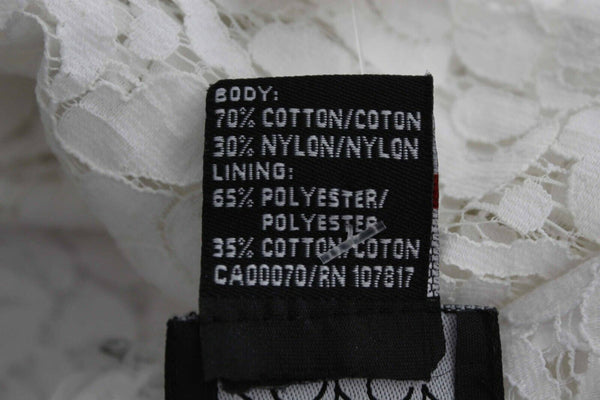 BODY:
70% COTTON/COTON
30% NYLON/NYLON
LINING:
65% POLYESTER/
POLYESTER
35% COTTON/COTON
CA00070/RN 107817